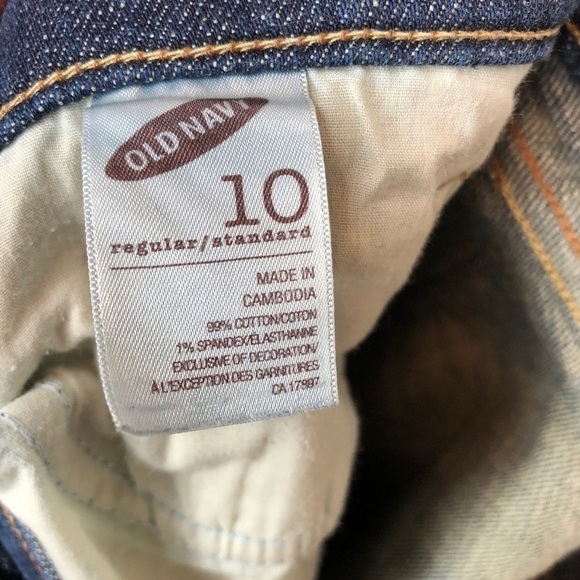 OLD NAVY
10
regular/standard
MADE IN
CAMBODIA
99% COTTON/COTON
1% SPANDEX/ELASTHANNE
EXCLUSIVE OF DECORATION
À L'EXCEPTION DES GARNITURES
CA 17897